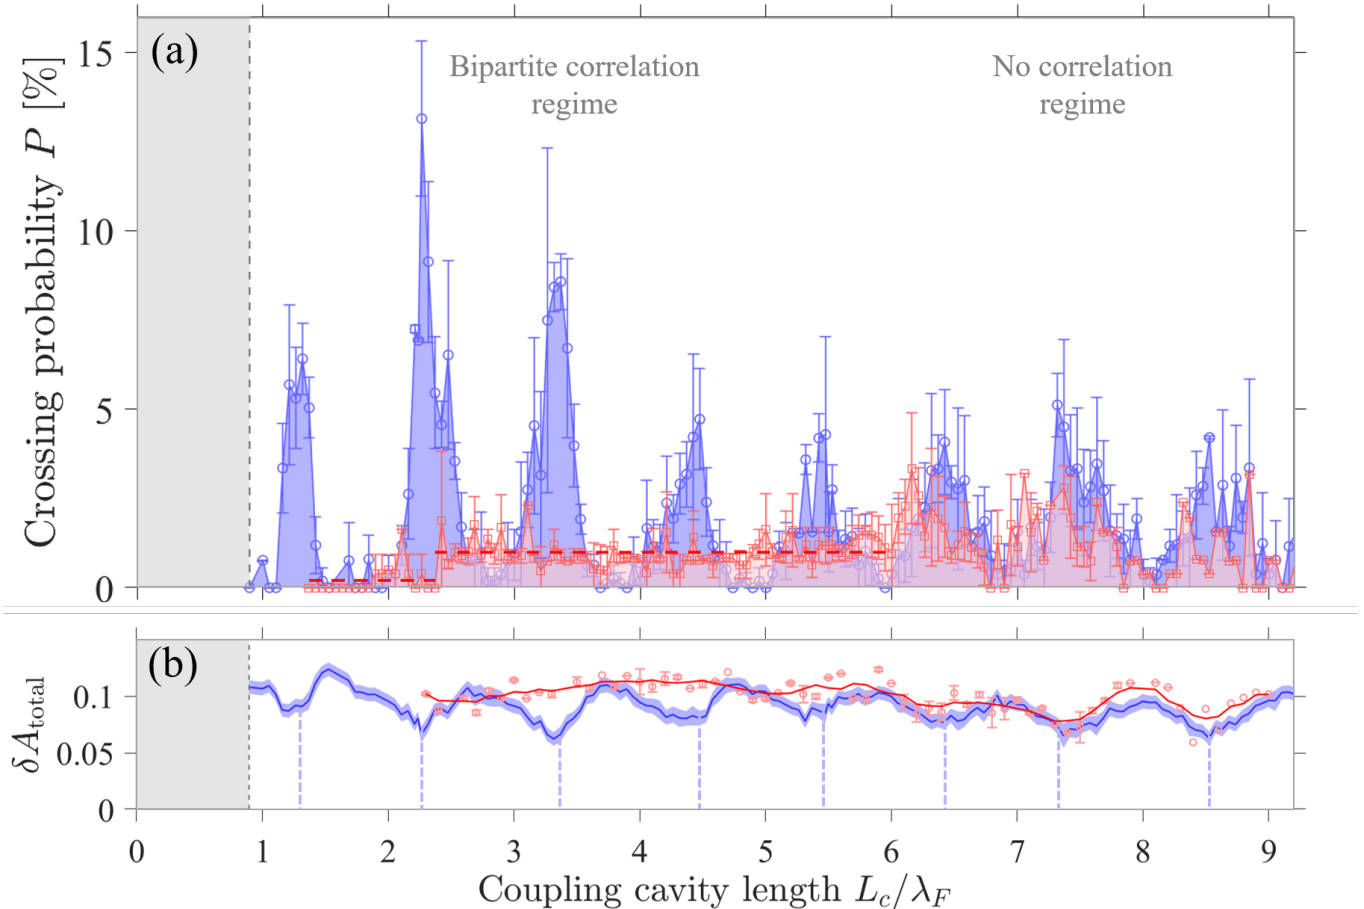 (a)
Bipartite correlation
regime
No correlation
regime
Crossing probability P [%]
15
10
5
0
(b)
δA_total
0.1
0.05
0
0 1 2 3 4 5 6 7 8 9
Coupling cavity length L_c/λ_F